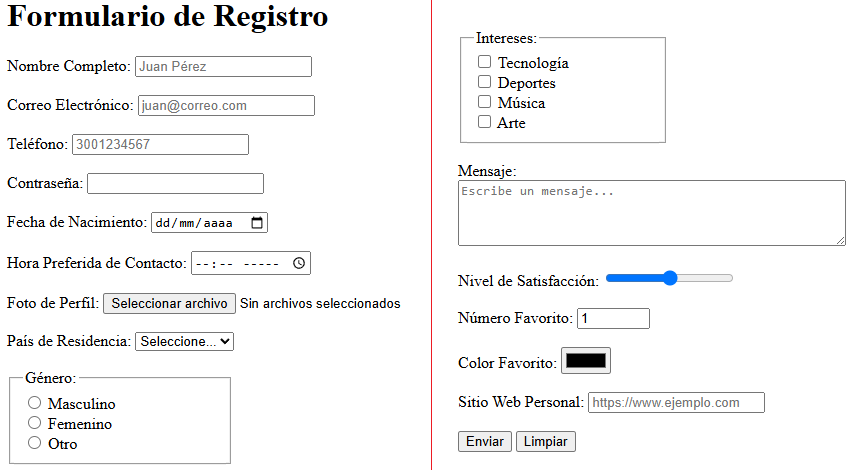 Formulario de Registro
Nombre Completo: Juan Pérez
Correo Electrónico: juan@correo.com
Teléfono: 3001234567
Contraseña:
Fecha de Nacimiento: dd/mm/aaaa
Hora Preferida de Contacto: --:-- -----
Foto de Perfil: Seleccionar archivo Sin archivos seleccionados
País de Residencia: Seleccione...
Género:
Masculino
Femenino
Otro
Intereses:
Tecnología
Deportes
Música
Arte
Mensaje:
Escribe un mensaje...
Nivel de Satisfacción:
Número Favorito: 1
Color Favorito:
Sitio Web Personal: https://www.ejemplo.com
Enviar Limpiar